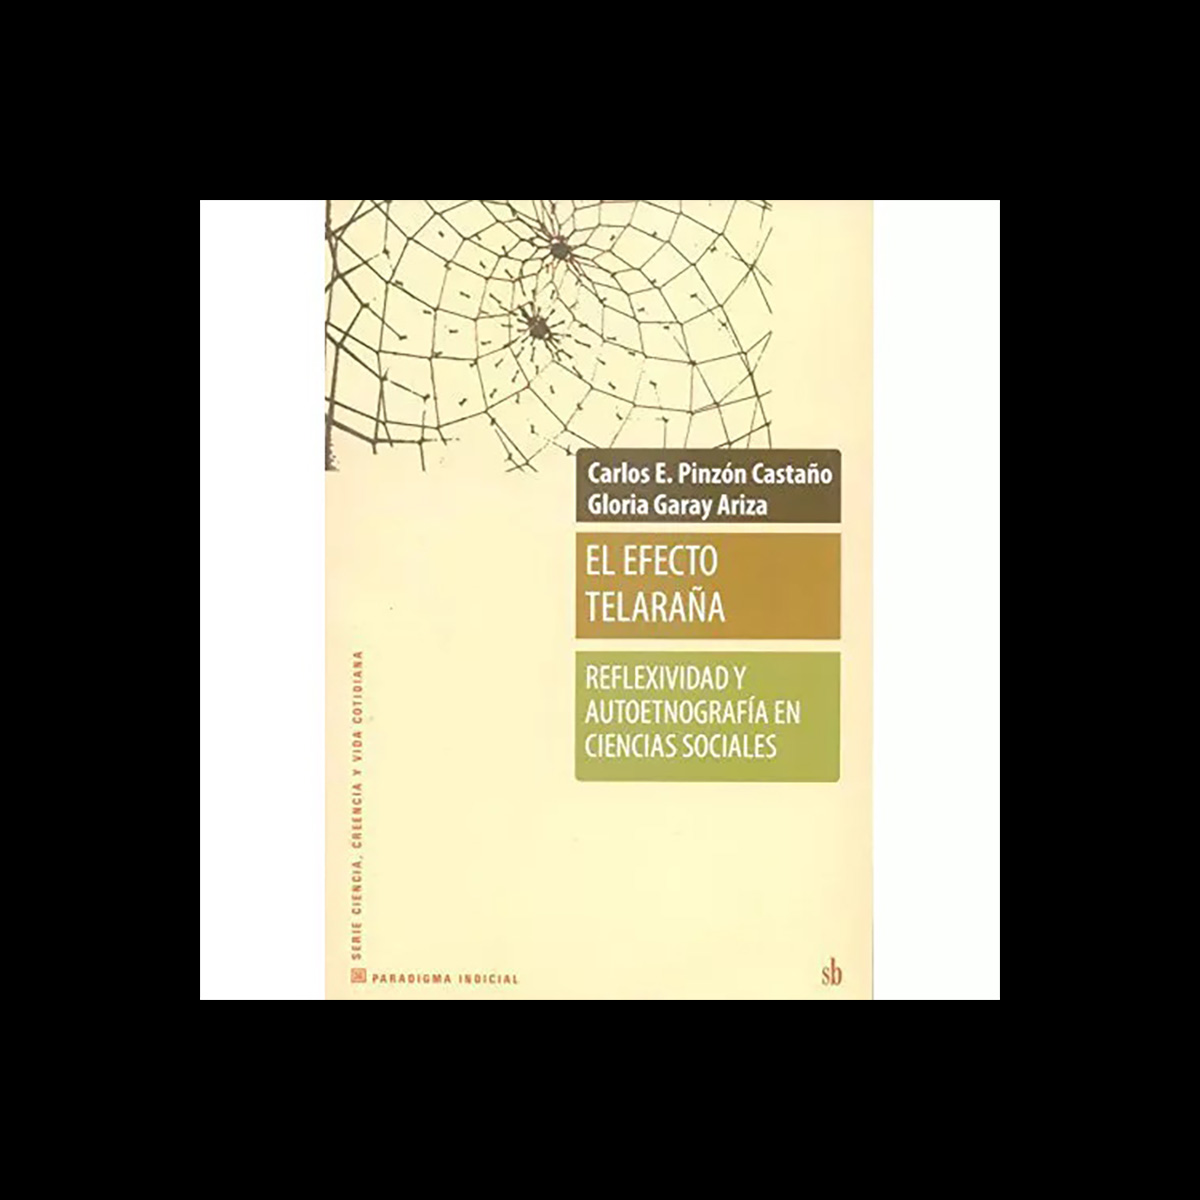 Carlos E. Pinzón Castaño
Gloria Garay Ariza
EL EFECTO
TELARAÑA
REFLEXIVIDAD Y
AUTOETNOGRAFÍA EN
CIENCIAS SOCIALES
SERIE CIENCIA, CREENCIA Y VIDA COTIDIANA
PARADIGMA INDICIAL
sb